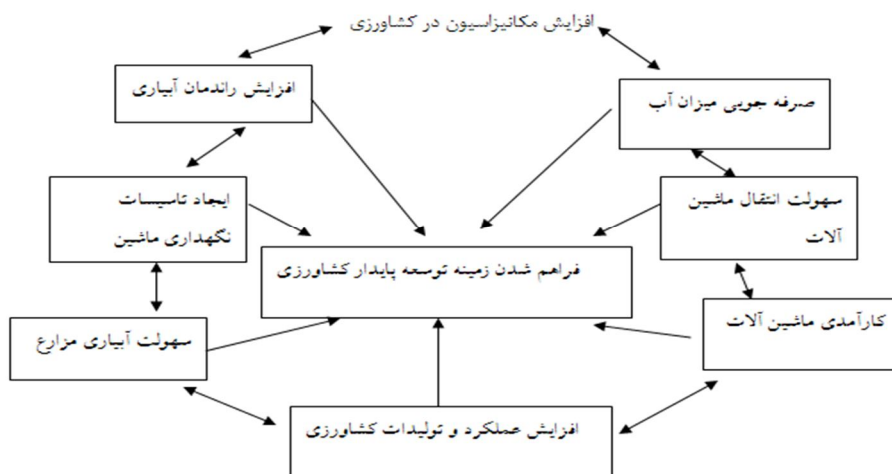 افزایش مکانیزاسیون در کشاورزی
افزایش راندمان آبیاری
صرفه جویی میزان آب
ایجاد تاسیسات
نگهداری ماشین
سهولت انتقال ماشین
آلات
فراهم شدن زمینه توسعه پایدار کشاورزی
سهولت آبیاری مزارع
کارآمدی ماشین آلات
افزایش عملکرد و تولیدات کشاورزی